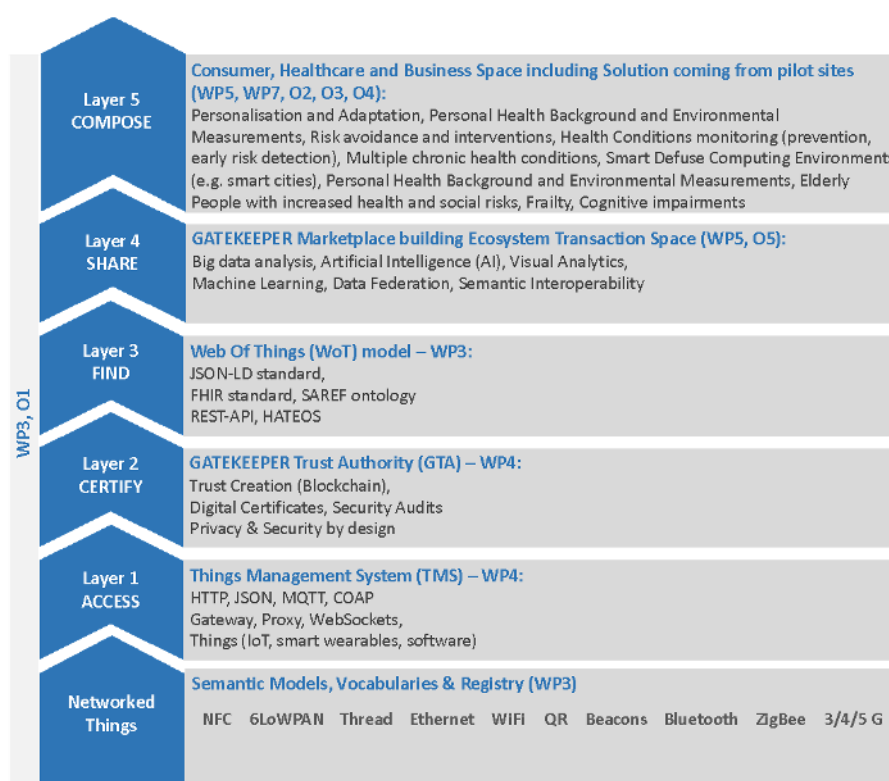 WP3, O1
Layer 5
COMPOSE
Consumer, Healthcare and Business Space including Solution coming from pilot sites
(WP5, WP7, O2, O3, O4):
Personalisation and Adaptation, Personal Health Background and Environmental
Measurements, Risk avoidance and interventions, Health Conditions monitoring (prevention,
early risk detection), Multiple chronic health conditions, Smart Defuse Computing Environment
(e.g. smart cities), Personal Health Background and Environmental Measurements, Elderly
People with increased health and social risks, Frailty, Cognitive impairments
Layer 4
SHARE
GATEKEEPER Marketplace building Ecosystem Transaction Space (WP5, O5):
Big data analysis, Artificial Intelligence (AI), Visual Analytics,
Machine Learning, Data Federation, Semantic Interoperability
Layer 3
FIND
Web Of Things (WoT) model – WP3:
JSON-LD standard,
FHIR standard, SAREF ontology
REST-API, HATEOS
Layer 2
CERTIFY
GATEKEEPER Trust Authority (GTA) – WP4:
Trust Creation (Blockchain),
Digital Certificates, Security Audits
Privacy & Security by design
Layer 1
ACCESS
Things Management System (TMS) – WP4:
HTTP, JSON, MQTT, COAP
Gateway, Proxy, WebSockets,
Things (IoT, smart wearables, software)
Networked
Things
Semantic Models, Vocabularies & Registry (WP3)
NFC 6LoWPAN Thread Ethernet WiFi QR Beacons Bluetooth ZigBee 3/4/5 G